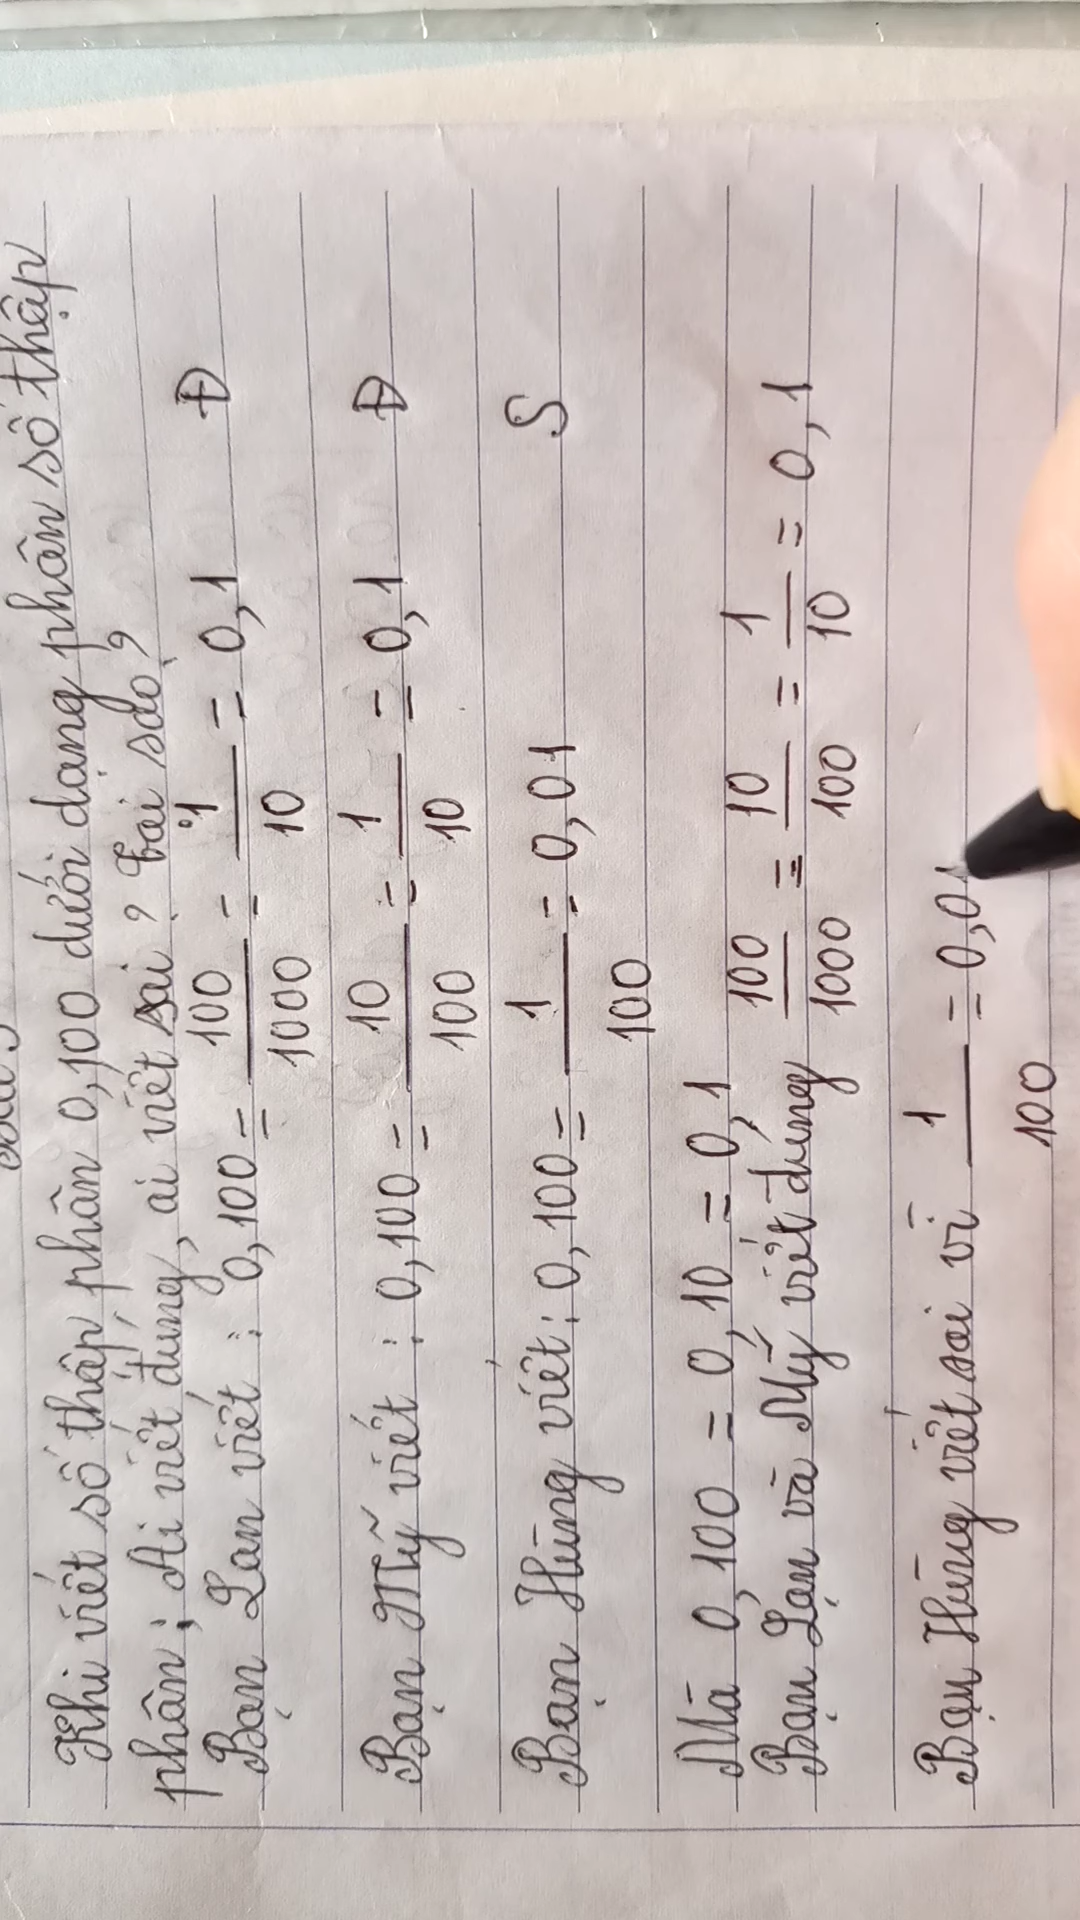 Khi viết số thập phân 0,100 dưới dạng phân số thập
phân; Ai viết đúng, ai viết sai? Tại sao?
Bạn Lan viết: 0,100 = 100/1000 = 1/10 = 0,1 Đ
Bạn Mỹ viết: 0,100 = 10/100 = 1/10 = 0,1 Đ
Bạn Hùng viết: 0,100 = 1/100 = 0,01 S
Mà 0,100 = 0,10 = 0,1
Bạn Lan và Mỹ viết đúng 100/1000 = 10/100 = 1/10 = 0,1
Bạn Hùng viết sai vì 1/100 = 0,01